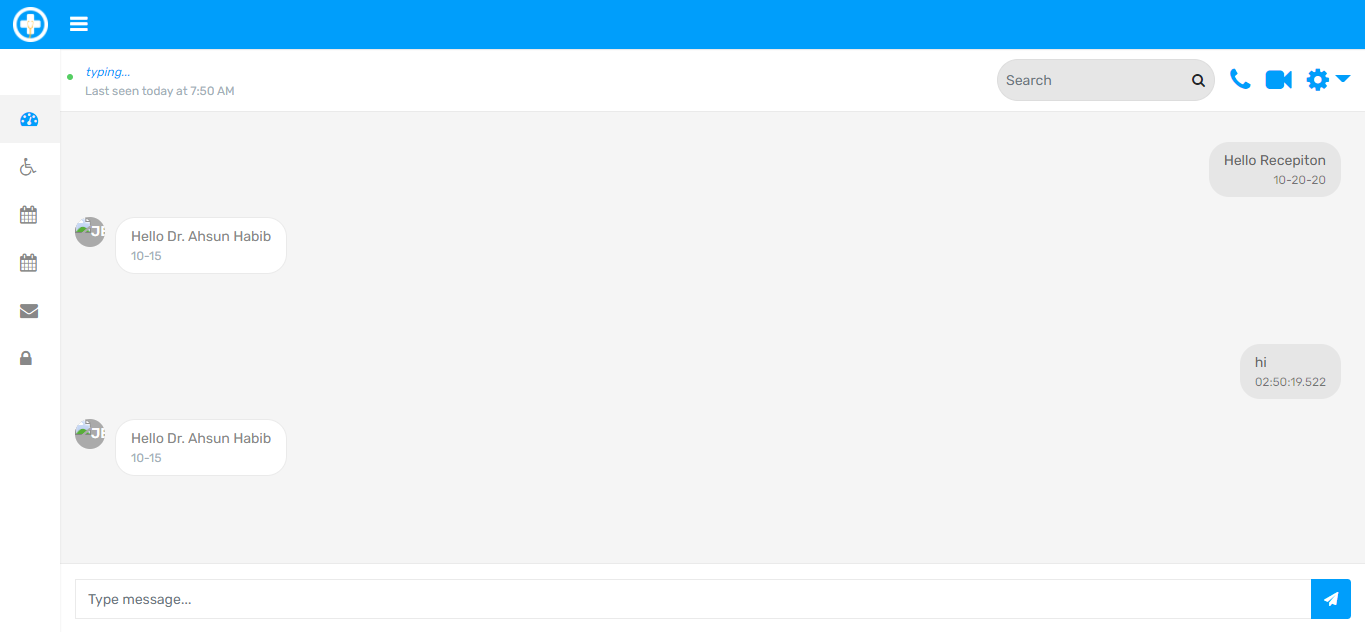 typing...
Last seen today at 7:50 AM
Search
Hello Recepiton
10-20-20
Hello Dr. Ahsun Habib
10-15
hi
02:50:19.522
Hello Dr. Ahsun Habib
10-15
Type message...